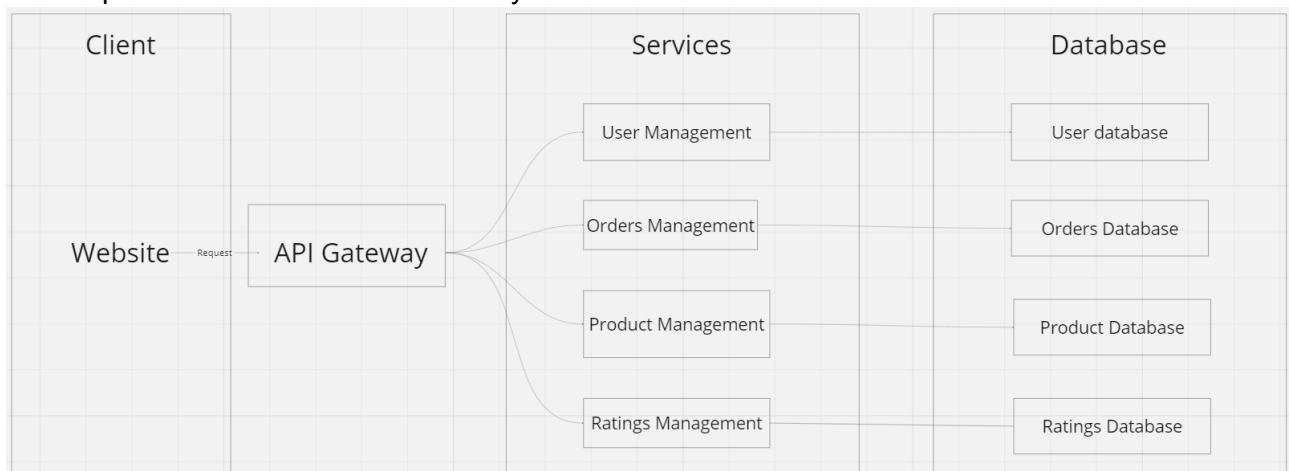 Client
Services
Database
User Management
User database
Orders Management
Orders Database
Website
Request
API Gateway
Product Management
Product Database
Ratings Management
Ratings Database